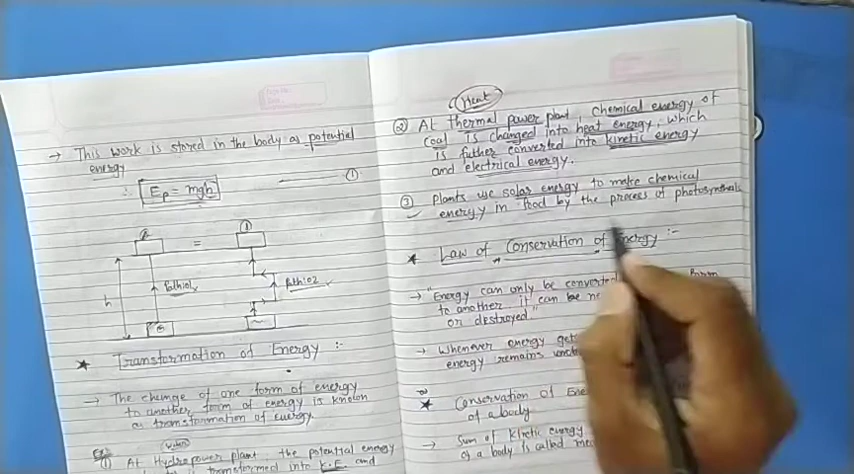 → This work is stored in the body as potential
energy
∴ Ep = mgh —— ①
=
h
Path 1
Path 2
★ Transformation of Energy :-
→ The change of one form of energy
to another form of energy is known
as transformation of energy
Ex
(Water)
① At Hydropower plant, the potential energy
is transformed into K.E. and
(Heat)
② At Thermal power plant, chemical energy of
Coal is changed into heat energy, which
is futher converted into kinetic energy
and electrical energy.
③ Plants use solar energy to make chemical
energy in food by the process of photosynthesis
★ Law of Conservation of Energy :-
→ "Energy can only be converted
to another it can be
or destroyed"
→ Whenever energy gets
energy remains
★ Conservation of
of a body
→ Sum of kinetic energy
of a body is called